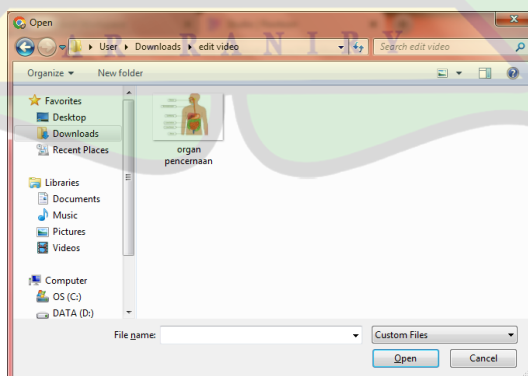 Open
User ▸ Downloads ▸ edit video
Search edit video
A R - R A N I R Y
Organize
New folder
Favorites
Desktop
Downloads
Recent Places
Libraries
Documents
Music
Pictures
Videos
Computer
OS (C:)
DATA (D:)
organ
pencernaan
File name:
Custom Files
Open
Cancel